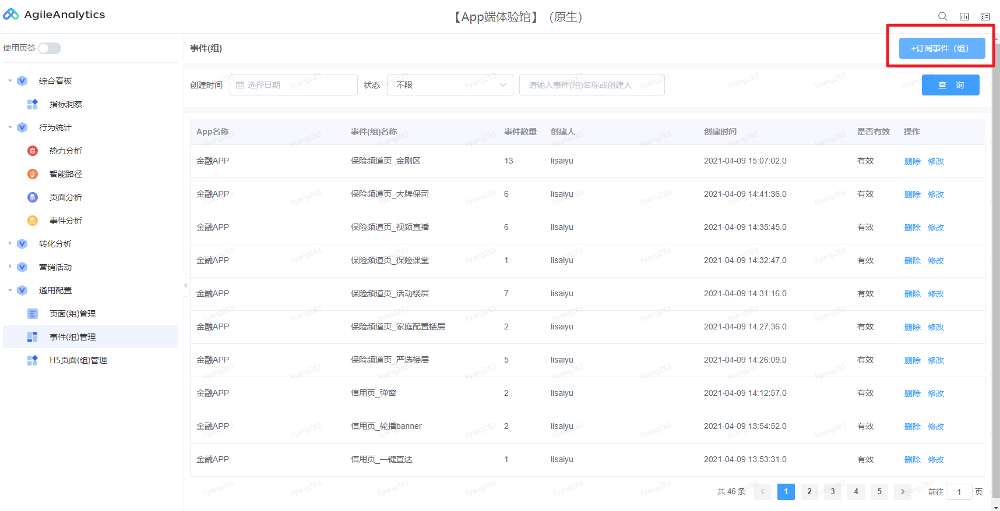 AgileAnalytics
【App端体验馆】（原生）
使用页签
综合看板
指标洞察
行为统计
热力分析
智能路径
页面分析
事件分析
转化分析
营销活动
通用配置
页面(组)管理
事件(组)管理
H5页面(组)管理
事件(组)
+订阅事件（组）
创建时间 选择日期 状态 不限 请输入事件(组)名称或创建人 查 询
App名称 事件(组)名称 事件数量 创建人 创建时间 是否有效 操作
金融APP 保险频道页_金刚区 13 lisaiyu 2021-04-09 15:07:02.0 有效 删除 修改
金融APP 保险频道页_大牌保司 6 lisaiyu 2021-04-09 14:41:36.0 有效 删除 修改
金融APP 保险频道页_视频直播 6 lisaiyu 2021-04-09 14:35:45.0 有效 删除 修改
金融APP 保险频道页_保险课堂 1 lisaiyu 2021-04-09 14:32:47.0 有效 删除 修改
金融APP 保险频道页_活动楼层 7 lisaiyu 2021-04-09 14:31:16.0 有效 删除 修改
金融APP 保险频道页_家庭配置楼层 2 lisaiyu 2021-04-09 14:27:36.0 有效 删除 修改
金融APP 保险频道页_严选楼层 5 lisaiyu 2021-04-09 14:26:09.0 有效 删除 修改
金融APP 信用页_弹窗 2 lisaiyu 2021-04-09 14:12:57.0 有效 删除 修改
金融APP 信用页_轮播banner 2 lisaiyu 2021-04-09 13:54:52.0 有效 删除 修改
金融APP 信用页_一键直达 1 lisaiyu 2021-04-09 13:53:31.0 有效 删除 修改
共 46 条 1 2 3 4 5 前往 1 页
liyang283